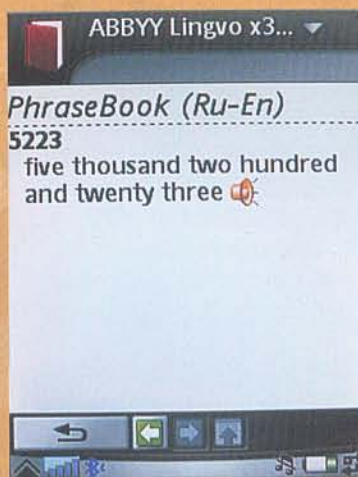 ABBYY Lingvo x3...
PhraseBook (Ru-En)
5223
five thousand two hundred
and twenty three